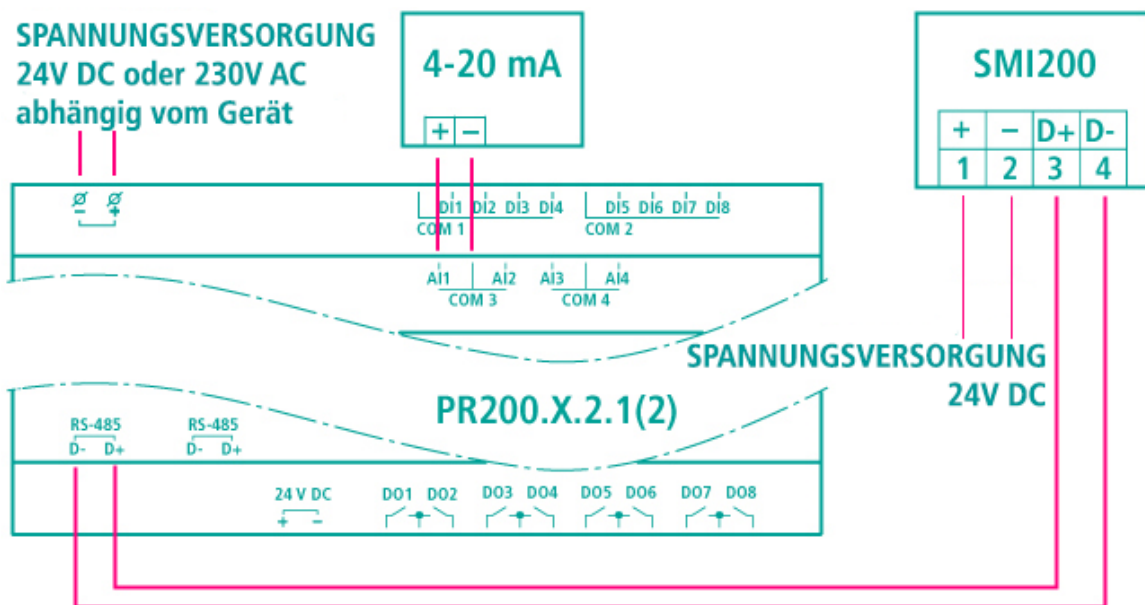 SPANNUNGSVERSORGUNG
24V DC oder 230V AC
abhängig vom Gerät
4-20 mA
+ −
SMI200
+ − D+ D-
1 2 3 4
− +
DI1 DI2 DI3 DI4 DI5 DI6 DI7 DI8
COM 1 COM 2
AI1 AI2 AI3 AI4
COM 3 COM 4
SPANNUNGSVERSORGUNG
24V DC
PR200.X.2.1(2)
RS-485 RS-485
D- D+ D- D+
24 V DC DO1 DO2 DO3 DO4 DO5 DO6 DO7 DO8
+ −